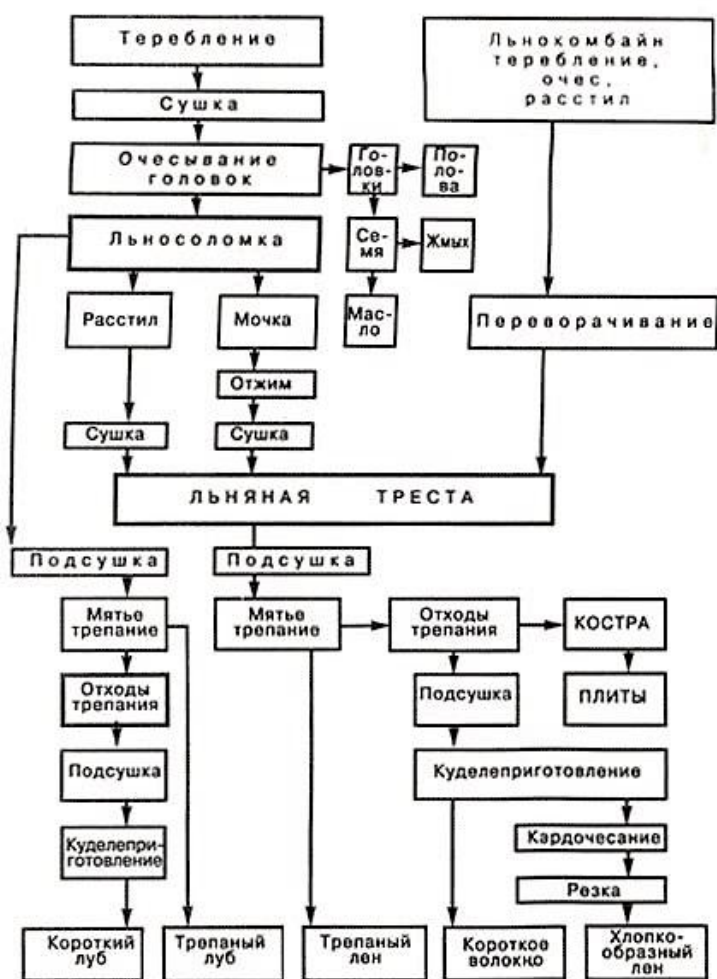 Теребление
Льнокомбайн
теребление,
очес,
расстил
Сушка
Очесывание
головок
Го-
ловк-
ки
По-
ло-
ва
Льносоломка
Се-
мя
Жмых
Расстил
Мочка
Мас-
ло
Переворачивание
Отжим
Сушка
Сушка
ЛЬНЯНАЯ ТРЕСТА
Подсушка
Подсушка
Мятье
трепание
Мятье
трепание
Отходы
трепания
КОСТРА
Отходы
трепания
Подсушка
ПЛИТЫ
Подсушка
Куделеприготовление
Куделепри-
готовление
Кардочесание
Резка
Короткий
луб
Трепаный
луб
Трепаный
лен
Короткое
волокно
Хлопко-
образный
лен